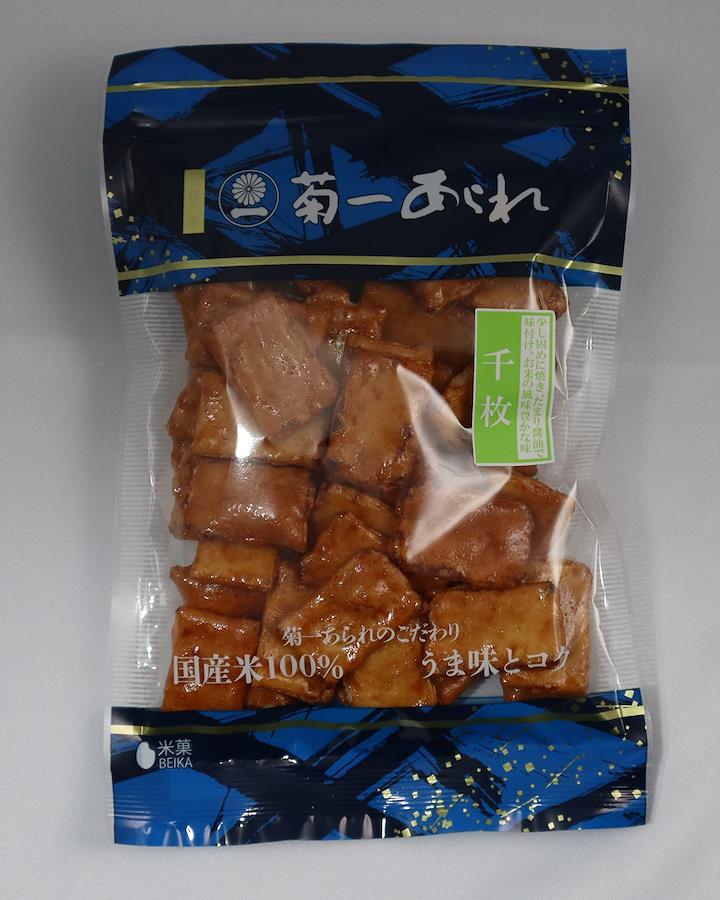 一
菊一あられ
少し固めに焼き、たまり醤油で
味付け。お米の風味豊かな味
千枚
菊一あられのこだわり
国産米100% うま味とコク
米菓
BEIKA